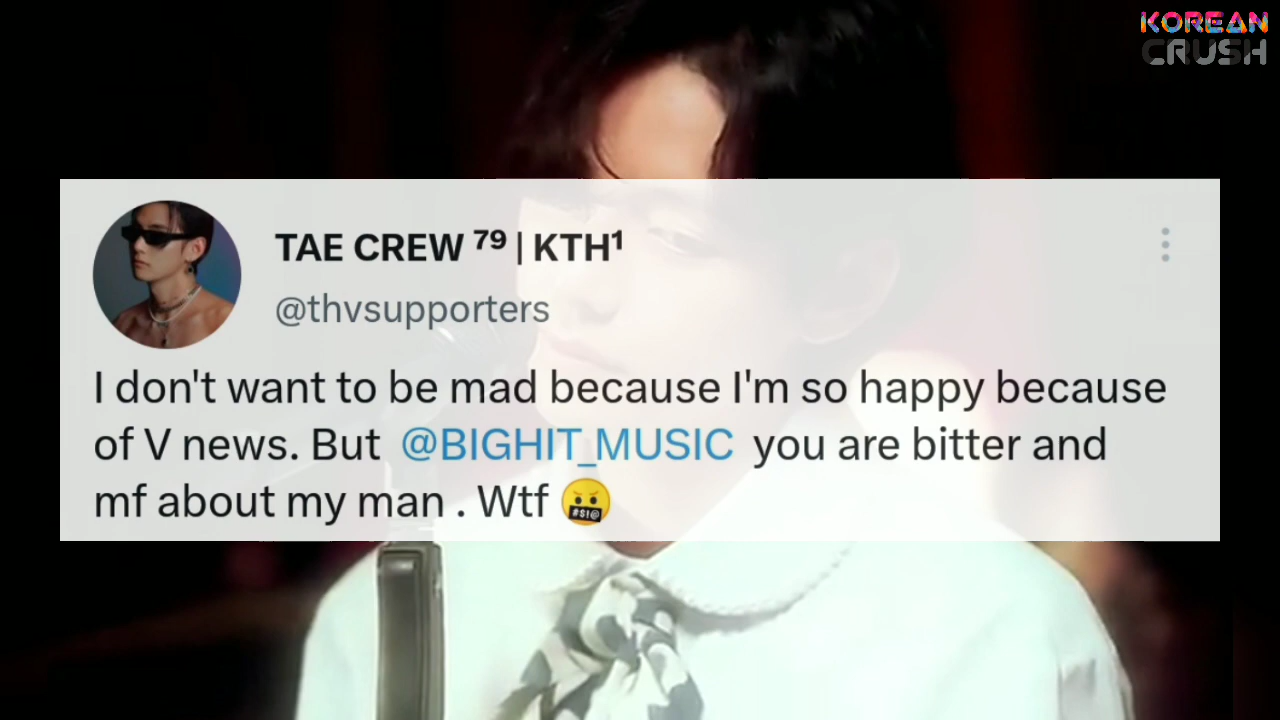 KOREAN
CRUSH
TAE CREW ⁷⁹ | KTH¹
@thvsupporters
I don't want to be mad because I'm so happy because
of V news. But @BIGHIT_MUSIC you are bitter and
mf about my man . Wtf 🤬